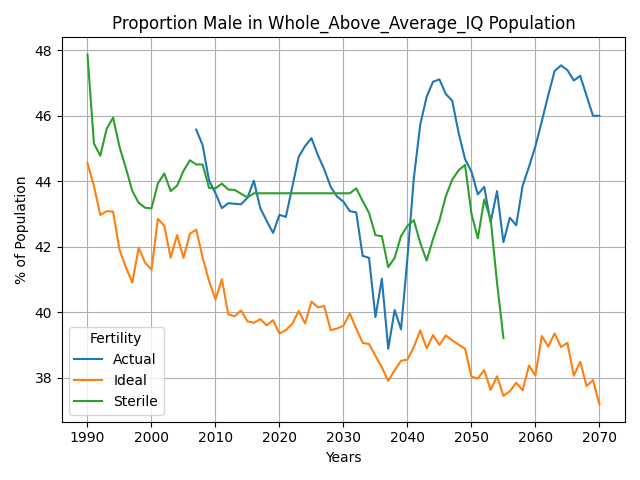 Proportion Male in Whole_Above_Average_IQ Population
% of Population
48
46
44
42
40
38
Fertility
Actual
Ideal
Sterile
1990 2000 2010 2020 2030 2040 2050 2060 2070
Years